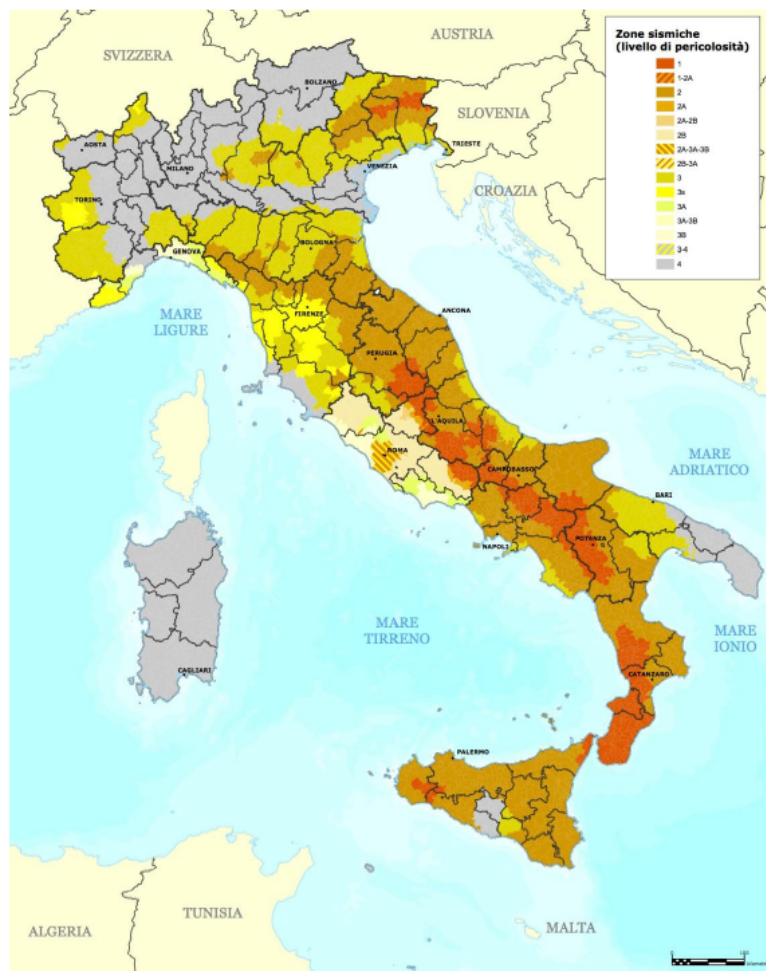 AUSTRIA
SVIZZERA
Zone sismiche
(livello di pericolosità)
1
1-2A
2
2A
2A-2B
2B
2A-3A-3B
2B-3A
3
3s
3A
3A-3B
3B
3-4
4
BOLZANO
SLOVENIA
AOSTA
TRIESTE
MILANO
VENEZIA
CROAZIA
TORINO
BOLOGNA
GENOVA
MARE
LIGURE
FIRENZE
ANCONA
PERUGIA
L'AQUILA
ROMA
CAMPOBASSO
MARE
ADRIATICO
BARI
NAPOLI
POTENZA
MARE
TIRRENO
MARE
IONIO
CAGLIARI
CATANZARO
PALERMO
ALGERIA
TUNISIA
MALTA